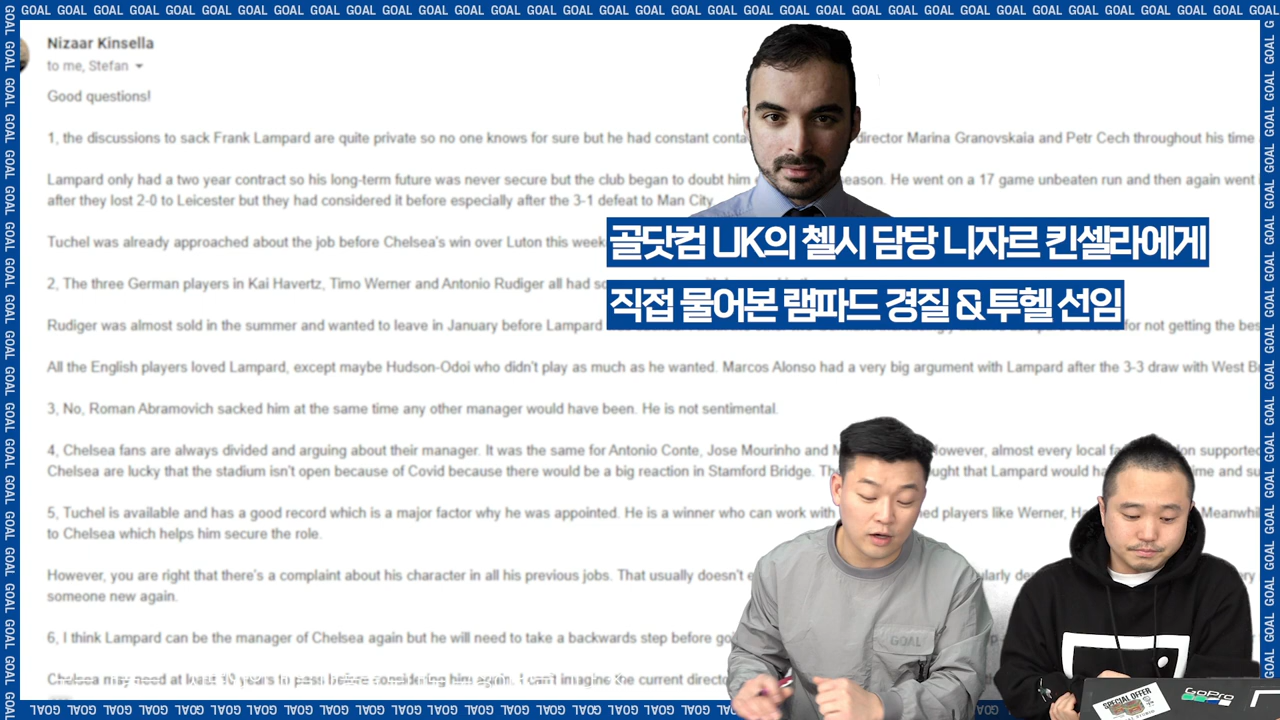 GOAL GOAL GOAL GOAL GOAL GOAL GOAL GOAL GOAL GOAL GOAL GOAL GOAL GOAL GOAL GOAL GOAL GOAL GOAL GOAL GOAL GOAL GOAL GOAL GOAL GOAL GOAL
Nizaar Kinsella
to me, Stefan
Good questions!
1, the discussions to sack Frank Lampard are quite private so no one knows for sure but he had constant director Marina Granovskaia and Petr Cech throughout his time
Lampard only had a two year contract so his long-term future was never secure but the club began to doubt him He went on a 17 game unbeaten run and then again went
after they lost 2-0 to Leicester but they had considered it before especially after the 3-1 defeat to Man City
Tuchel was already approached about the job before Chelsea's win over Luton this week
골닷컴 UK의 첼시 담당 니자르 킨셀라에게
2, The three German players in Kai Havertz, Timo Werner and Antonio Rudiger all had
직접 물어본 램파드 경질 & 투헬 선임
Rudiger was almost sold in the summer and wanted to leave in January before Lampard for not getting the
All the English players loved Lampard, except maybe Hudson-Odoi who didn't play as much as he wanted. Marcos Alonso had a very big argument with Lampard after the 3-3 draw with West
3, No, Roman Abramovich sacked him at the same time any other manager would have been. He is not sentimental.
4, Chelsea fans are always divided and arguing about their manager. It was the same for Antonio Conte, Jose Mourinho and However, almost every local supported
Chelsea are lucky that the stadium isn't open because of Covid because there would be a big reaction in Stamford Bridge. that Lampard would
5, Tuchel is available and has a good record which is a major factor why he was appointed. He is a winner who can work with players like Werner,
to Chelsea which helps him secure the role.
However, you are right that there's a complaint about his character in all his previous jobs. That usually doesn't
someone new again.
6, I think Lampard can be the manager of Chelsea again but he will need to take a backwards step before
GOAL
SPECIAL OFFER
GoPro